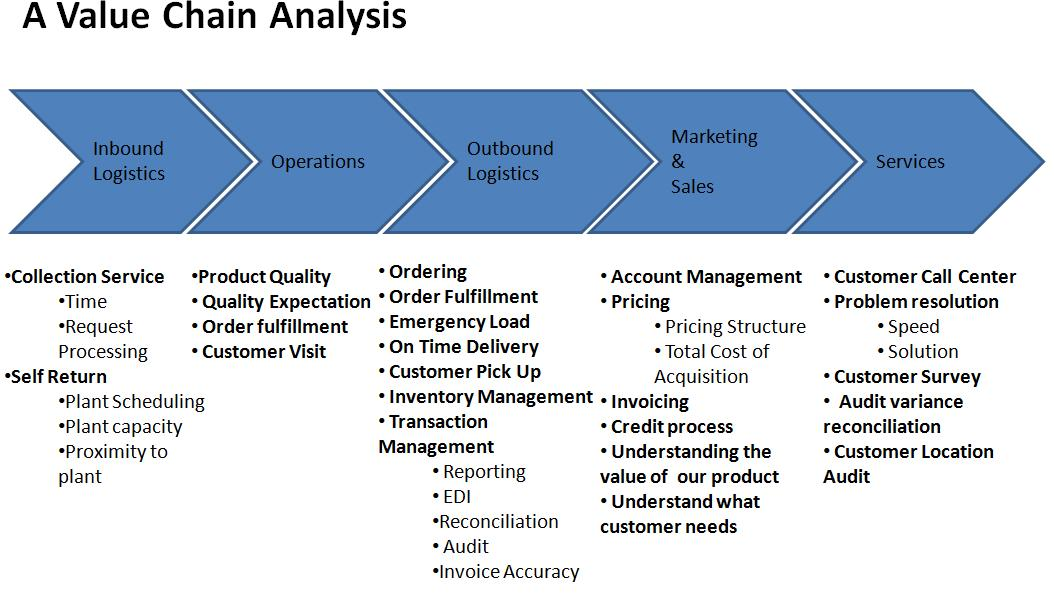 A Value Chain Analysis
Inbound
Logistics
Operations
Outbound
Logistics
Marketing
&
Sales
Services
•Collection Service
•Time
•Request
Processing
•Self Return
•Plant Scheduling
•Plant capacity
•Proximity to
plant
•Product Quality
• Quality Expectation
• Order fulfillment
• Customer Visit
• Ordering
• Order Fulfillment
• Emergency Load
• On Time Delivery
• Customer Pick Up
• Inventory Management
• Transaction
Management
• Reporting
• EDI
•Reconciliation
• Audit
•Invoice Accuracy
• Account Management
• Pricing
• Pricing Structure
• Total Cost of
Acquisition
• Invoicing
• Credit process
• Understanding the
value of our product
• Understand what
customer needs
• Customer Call Center
• Problem resolution
• Speed
• Solution
• Customer Survey
• Audit variance
reconciliation
• Customer Location
Audit